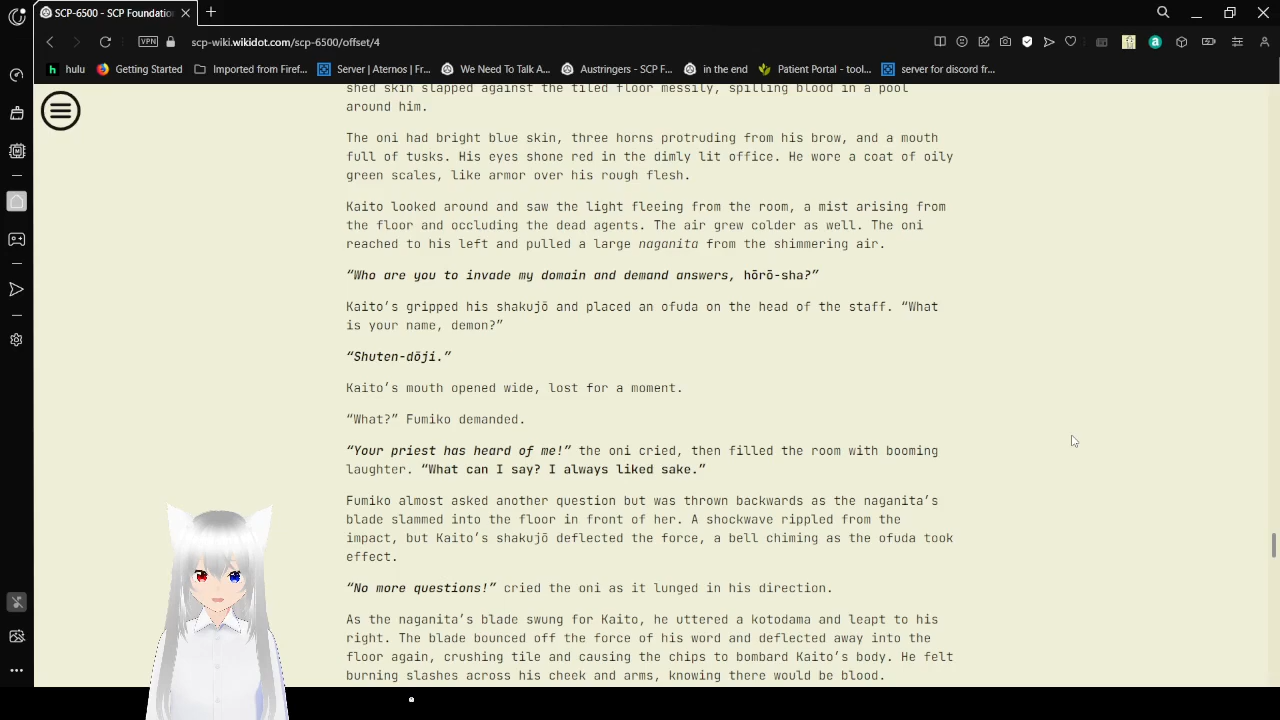 SCP-6500 - SCP Foundatio
scp-wiki.wikidot.com/scp-6500/offset/4
VPN
hulu
Getting Started
Imported from Firef...
Server | Aternos | Fr...
We Need To Talk A...
Austringers - SCP F...
in the end
Patient Portal - tool...
server for discord fr...
shed skin slapped against the tiled floor messily, spilling blood in a pool
around him.
The oni had bright blue skin, three horns protruding from his brow, and a mouth
full of tusks. His eyes shone red in the dimly lit office. He wore a coat of oily
green scales, like armor over his rough flesh.
Kaito looked around and saw the light fleeing from the room, a mist arising from
the floor and occluding the dead agents. The air grew colder as well. The oni
reached to his left and pulled a large naganita from the shimmering air.
“Who are you to invade my domain and demand answers, hōrō-sha?”
Kaito’s gripped his shakujō and placed an ofuda on the head of the staff. “What
is your name, demon?”
“Shuten-dōji.”
Kaito’s mouth opened wide, lost for a moment.
“What?” Fumiko demanded.
“Your priest has heard of me!” the oni cried, then filled the room with booming
laughter. “What can I say? I always liked sake.”
Fumiko almost asked another question but was thrown backwards as the naganita’s
blade slammed into the floor in front of her. A shockwave rippled from the
impact, but Kaito’s shakujō deflected the force, a bell chiming as the ofuda took
effect.
“No more questions!” cried the oni as it lunged in his direction.
As the naganita’s blade swung for Kaito, he uttered a kotodama and leapt to his
right. The blade bounced off the force of his word and deflected away into the
floor again, crushing tile and causing the chips to bombard Kaito’s body. He felt
burning slashes across his cheek and arms, knowing there would be blood.